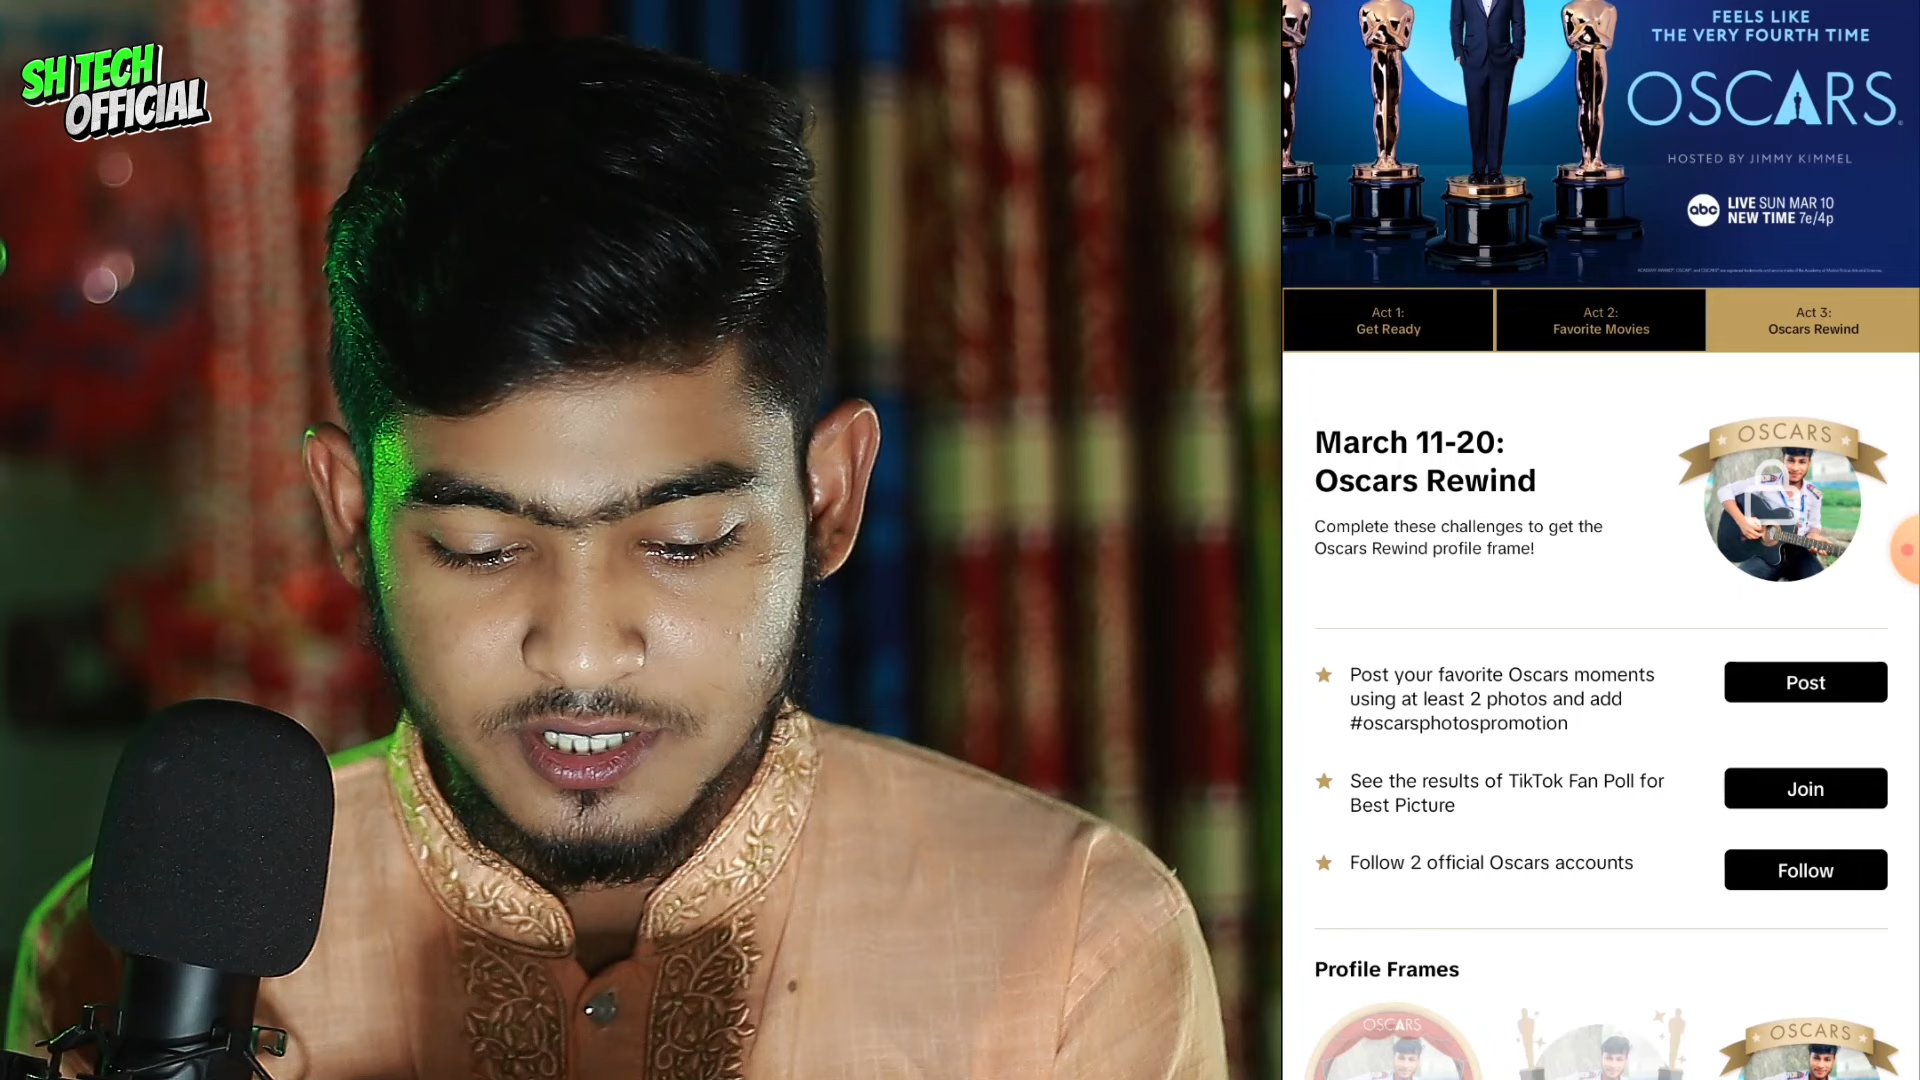 SH TECH
OFFICIAL
FEELS LIKE
THE VERY FOURTH TIME
OSCARS
HOSTED BY JIMMY KIMMEL
abc
LIVE SUN MAR 10
NEW TIME 7e/4p
Act 1:
Get Ready
Act 2:
Favorite Movies
Act 3:
Oscars Rewind
March 11-20:
Oscars Rewind
Complete these challenges to get the
Oscars Rewind profile frame!
OSCARS
Post your favorite Oscars moments
using at least 2 photos and add
#oscarsphotospromotion
Post
See the results of TikTok Fan Poll for
Best Picture
Join
Follow 2 official Oscars accounts
Follow
Profile Frames
OSCARS
OSCARS